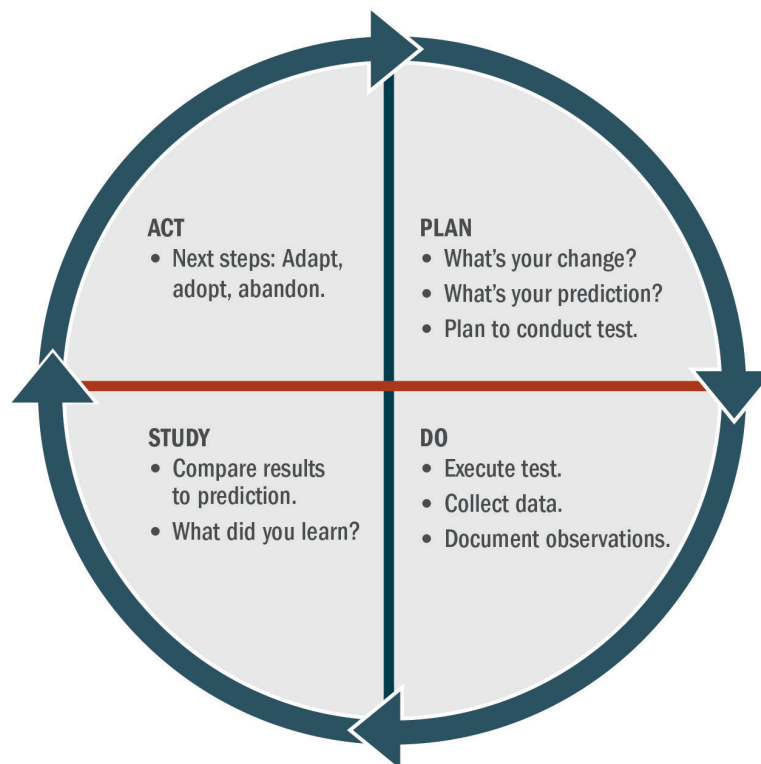 ACT
• Next steps: Adapt,
adopt, abandon.
PLAN
• What’s your change?
• What’s your prediction?
• Plan to conduct test.
STUDY
• Compare results
to prediction.
• What did you learn?
DO
• Execute test.
• Collect data.
• Document observations.